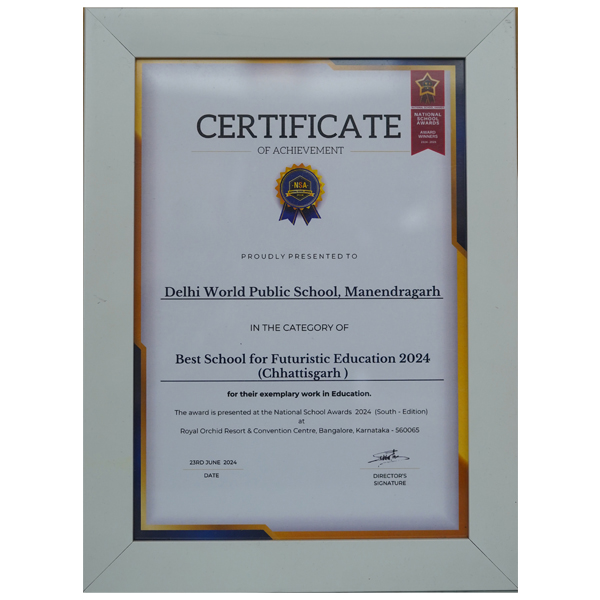 NATIONAL
SCHOOL
AWARDS
AWARD
WINNERS
CERTIFICATE
OF ACHIEVEMENT
NSA
PROUDLY PRESENTED TO
Delhi World Public School, Manendragarh
IN THE CATEGORY OF
Best School for Futuristic Education 2024
(Chhattisgarh )
for their exemplary work in Education.
The award is presented at the National School Awards 2024 (South - Edition)
at
Royal Orchid Resort & Convention Centre, Bangalore, Karnataka - 560065
23RD JUNE 2024
DATE
DIRECTOR'S
SIGNATURE